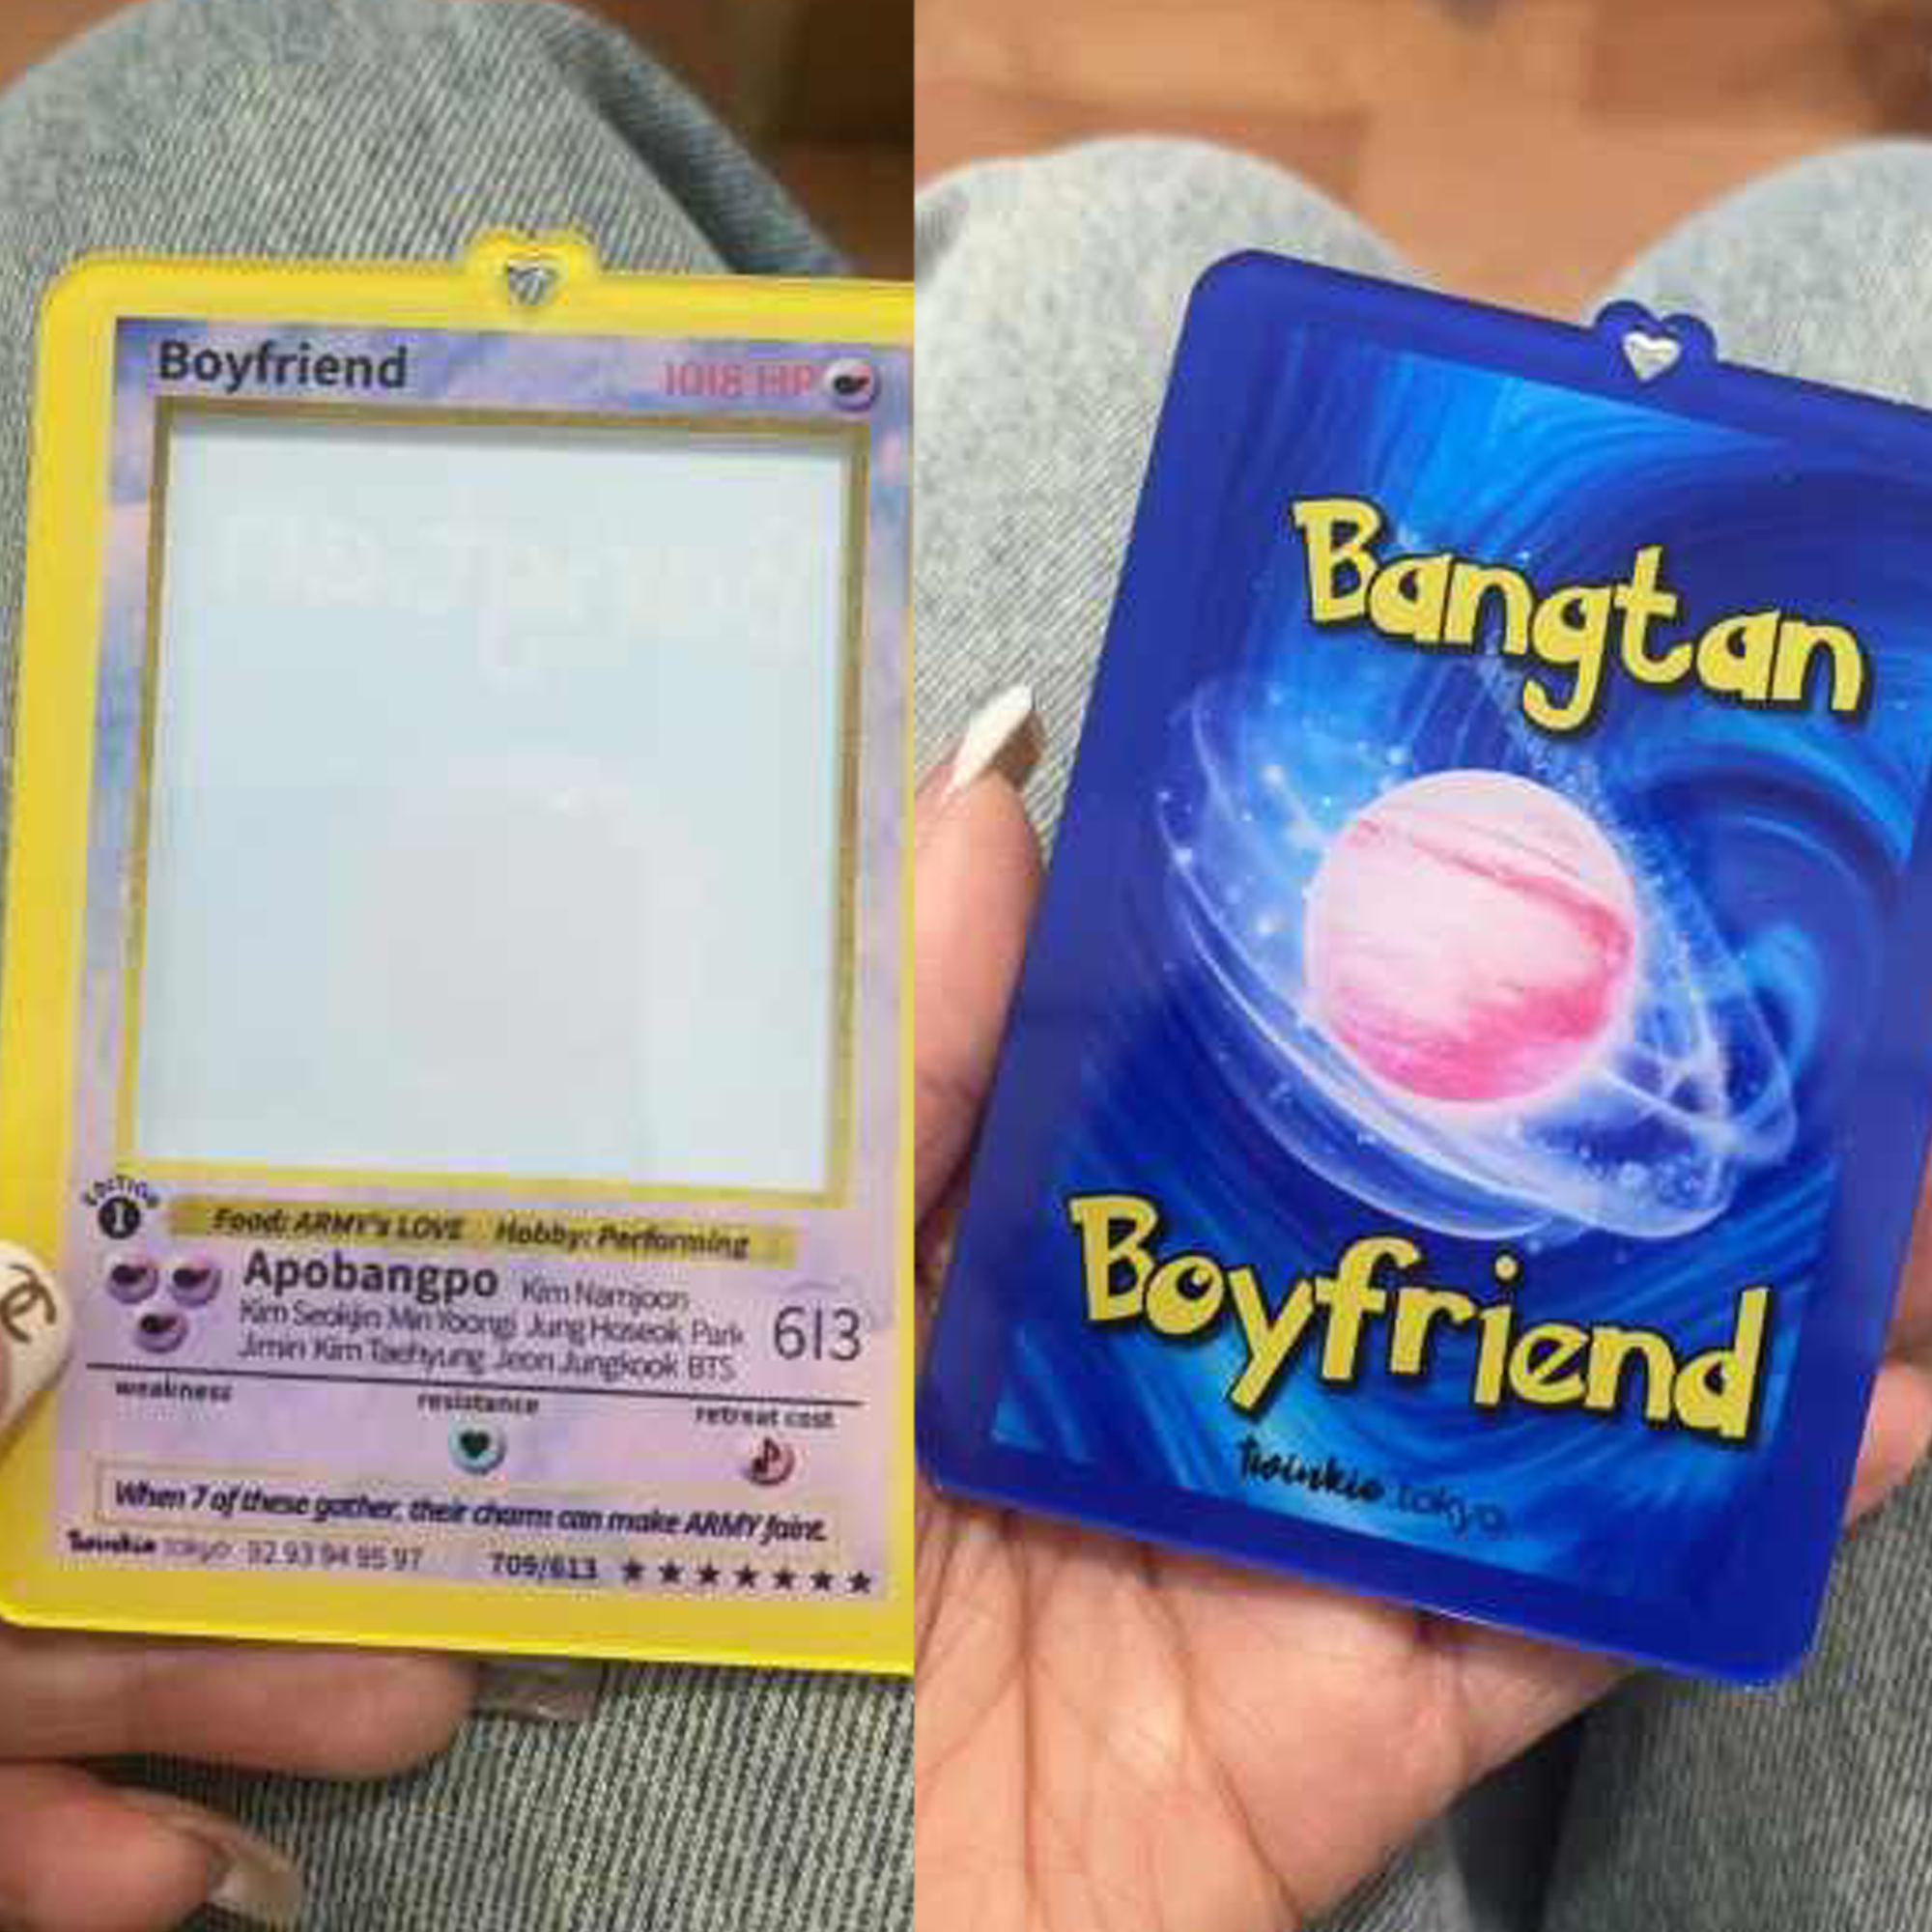 Boyfriend 1018 HP
EDITION
1
Food: ARMY's LOVE Hobby: Performing
Apobangpo Kim Namjoon
Kim Seokjin Min Yoongi Jung Hoseok Park
Jimin Kim Taehyung Jeon Jungkook BTS
613
weakness resistance retreat cost
When 7 of these gather, their charm can make ARMY faint.
Twinkie tokyo 92 93 94 95 97 709/613 ★★★★★★★
Bangtan
Boyfriend
Twinkie tokyo